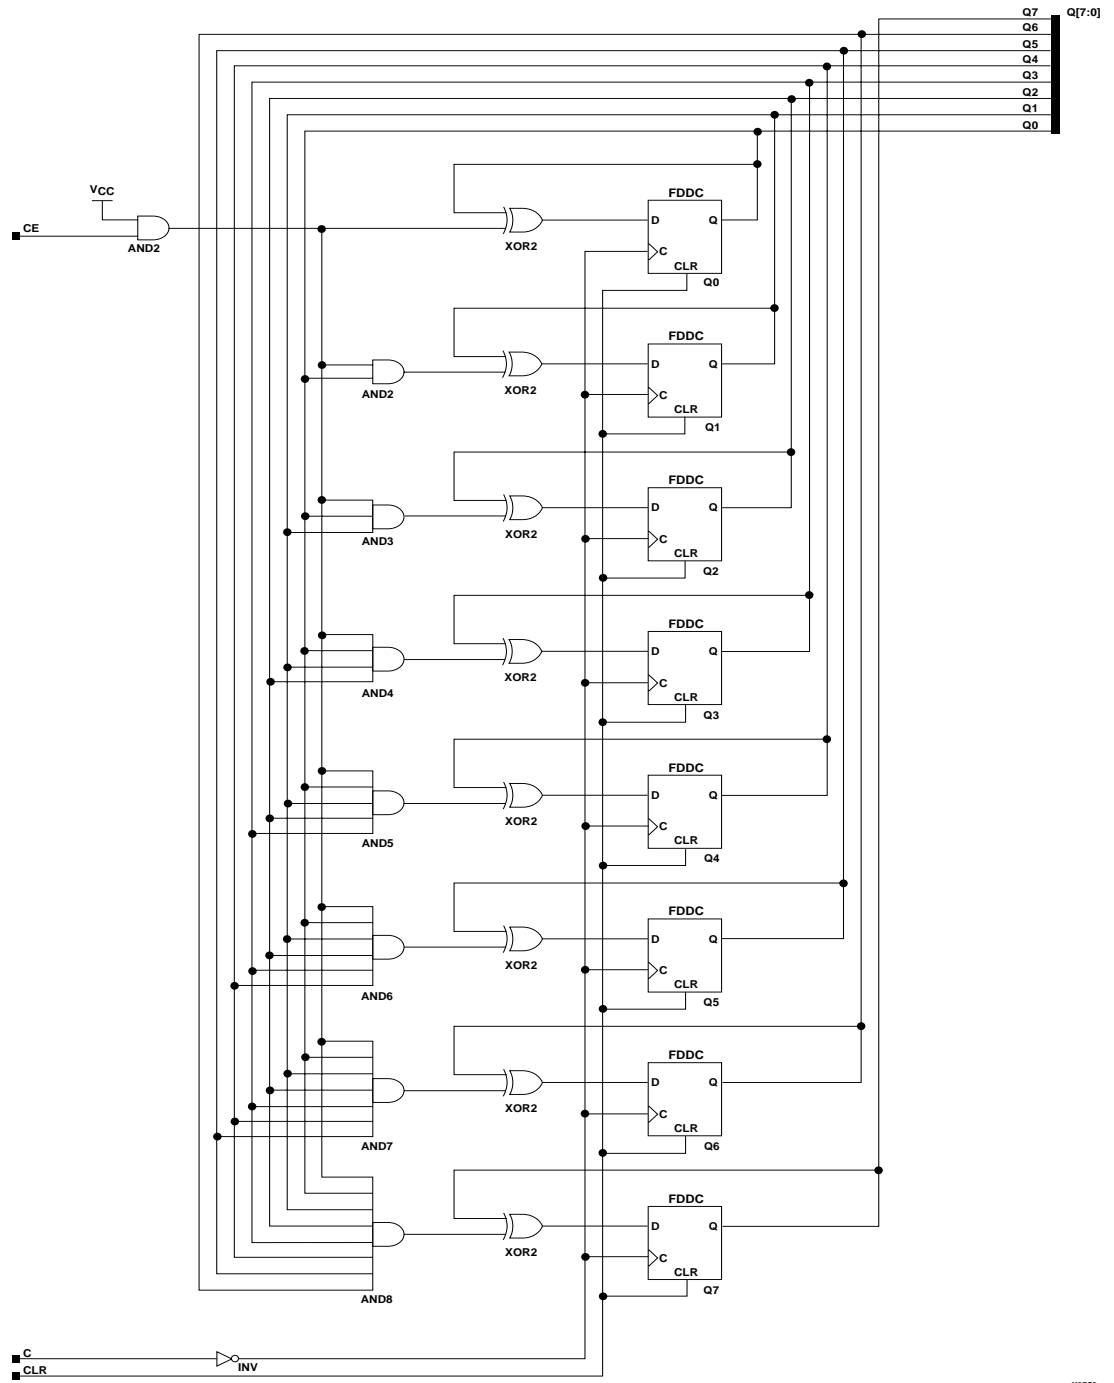 Q7
Q[7:0]
Q6
Q5
Q4
Q3
Q2
Q1
Q0
VCC
CE
AND2
XOR2
FDDC
D
Q
C
CLR
Q0
AND2
XOR2
FDDC
D
Q
C
CLR
Q1
AND3
XOR2
FDDC
D
Q
C
CLR
Q2
AND4
XOR2
FDDC
D
Q
C
CLR
Q3
AND5
XOR2
FDDC
D
Q
C
CLR
Q4
AND6
XOR2
FDDC
D
Q
C
CLR
Q5
AND7
XOR2
FDDC
D
Q
C
CLR
Q6
AND8
XOR2
FDDC
D
Q
C
CLR
Q7
C
INV
CLR